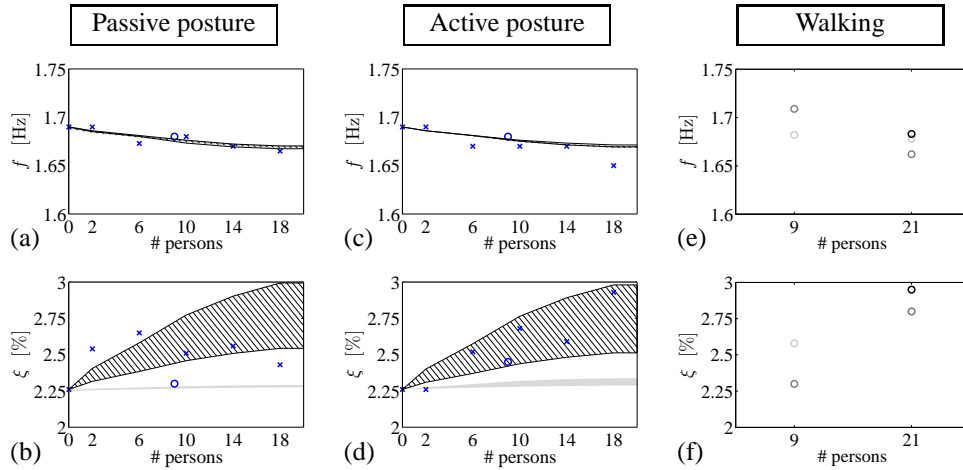 Passive posture Active posture Walking
1.75 1.75 1.75
1.7 1.7 1.7
f [Hz] f [Hz] f [Hz]
1.65 1.65 1.65
1.6 1.6 1.6
0 2 6 10 14 18 0 2 6 10 14 18 9 21
(a) # persons (c) # persons (e) # persons
3 3 3
2.75 2.75 2.75
ξ [%] 2.5 ξ [%] 2.5 ξ [%] 2.5
2.25 2.25 2.25
2 2 2
0 2 6 10 14 18 0 2 6 10 14 18 9 21
(b) # persons (d) # persons (f) # persons